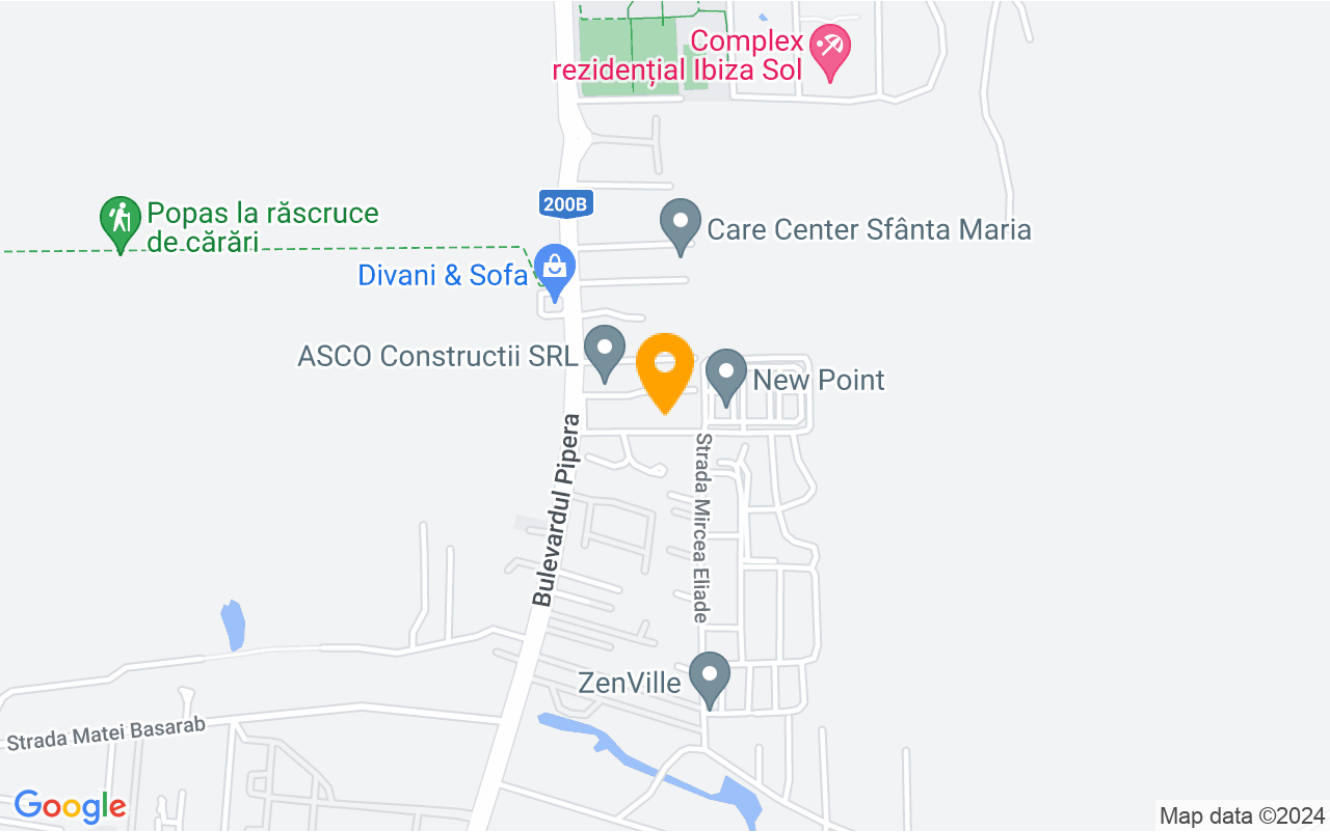 Complex
rezidențial Ibiza Sol
200B
Popas la răscruce
de cărări
Care Center Sfânta Maria
Divani & Sofa
ASCO Constructii SRL
New Point
Bulevardul Pipera
Strada Mircea Eliade
ZenVille
Strada Matei Basarab
Google
Map data ©2024